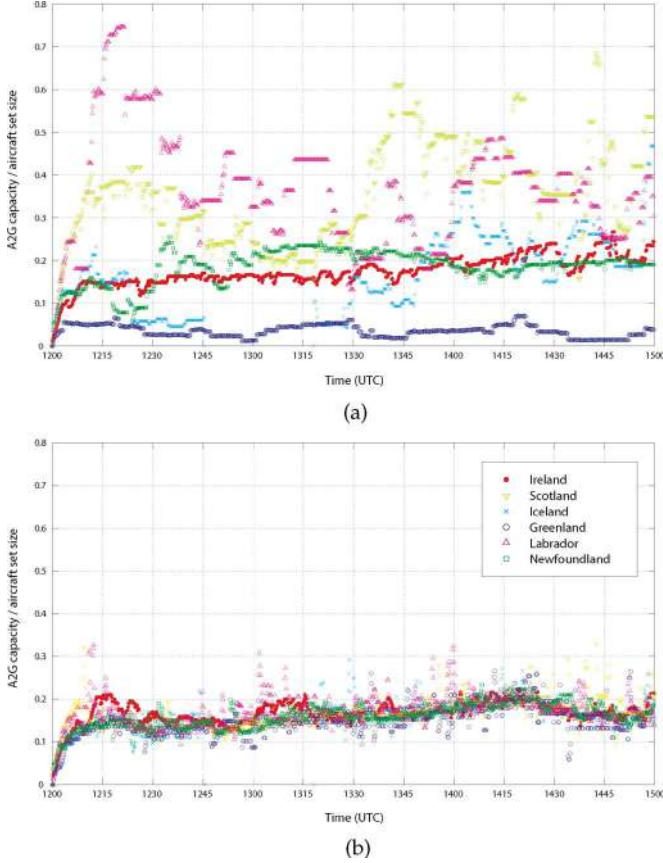 0.8
0.7
0.6
0.5
0.4
0.3
0.2
0.1
0
A2G capacity / aircraft set size
1200 1215 1230 1245 1300 1315 1330 1345 1400 1415 1430 1445 1500
Time (UTC)
(a)
0.8
0.7
0.6
0.5
0.4
0.3
0.2
0.1
0
A2G capacity / aircraft set size
Ireland
Scotland
Iceland
Greenland
Labrador
Newfoundland
1200 1215 1230 1245 1300 1315 1330 1345 1400 1415 1430 1445 1500
Time (UTC)
(b)